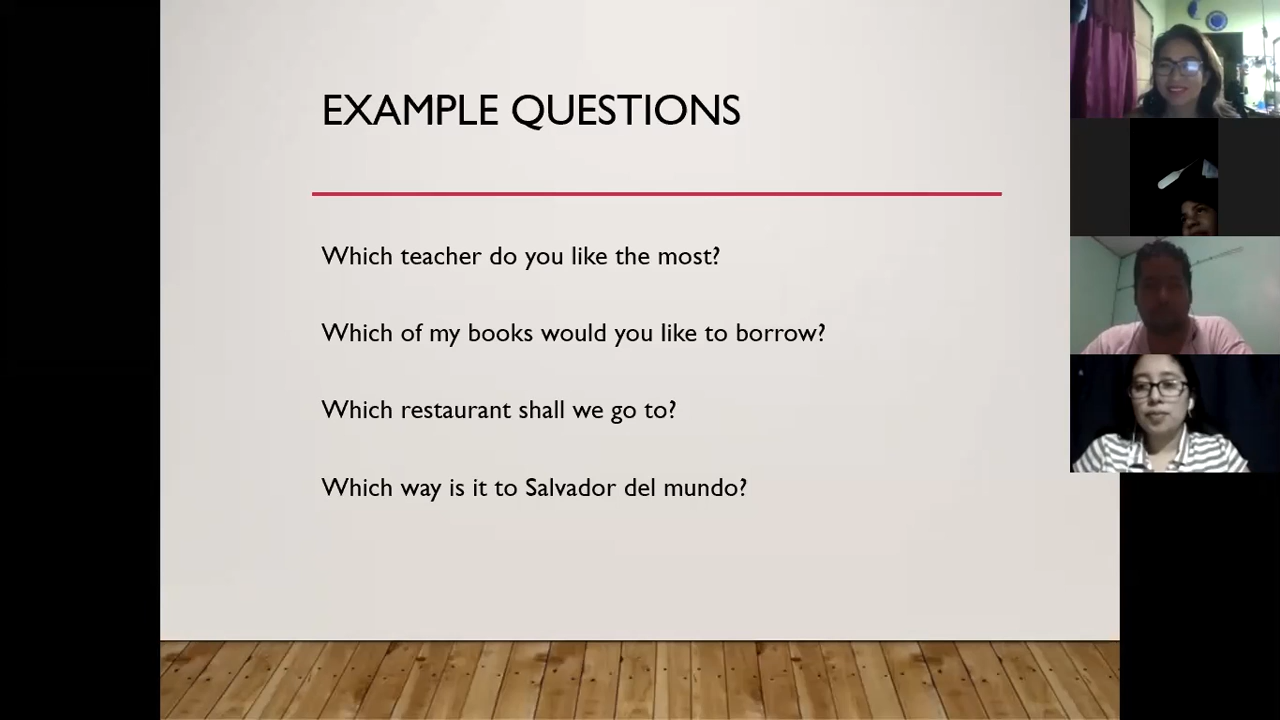 EXAMPLE QUESTIONS
Which teacher do you like the most?
Which of my books would you like to borrow?
Which restaurant shall we go to?
Which way is it to Salvador del mundo?